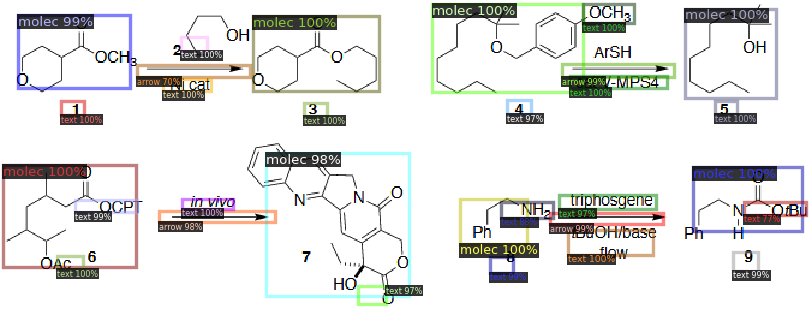 molec 99%
O
OCH3
O
1
text 100%
2
OH
text 100%
arrow 70%
Ni cat
text 100%
molec 100%
O
O
O
3
text 100%
molec 100%
O
OCH3
text 100%
4
text 97%
ArSH
arrow 99%
-MPS4
text 100%
molec 100%
OH
5
text 100%
molec 100%
O
OCPT
text 99%
OAc
text 100%
6
in vivo
text 100%
arrow 98%
molec 98%
N
N
O
O
HO
O
text 97%
7
NH2
Ph
molec 100%
8
triphosgene
text 97%
arrow 99%
tBuOH/base
text 100%
flow
molec 100%
O
N
H
OtBu
text 77%
Ph
9
text 99%